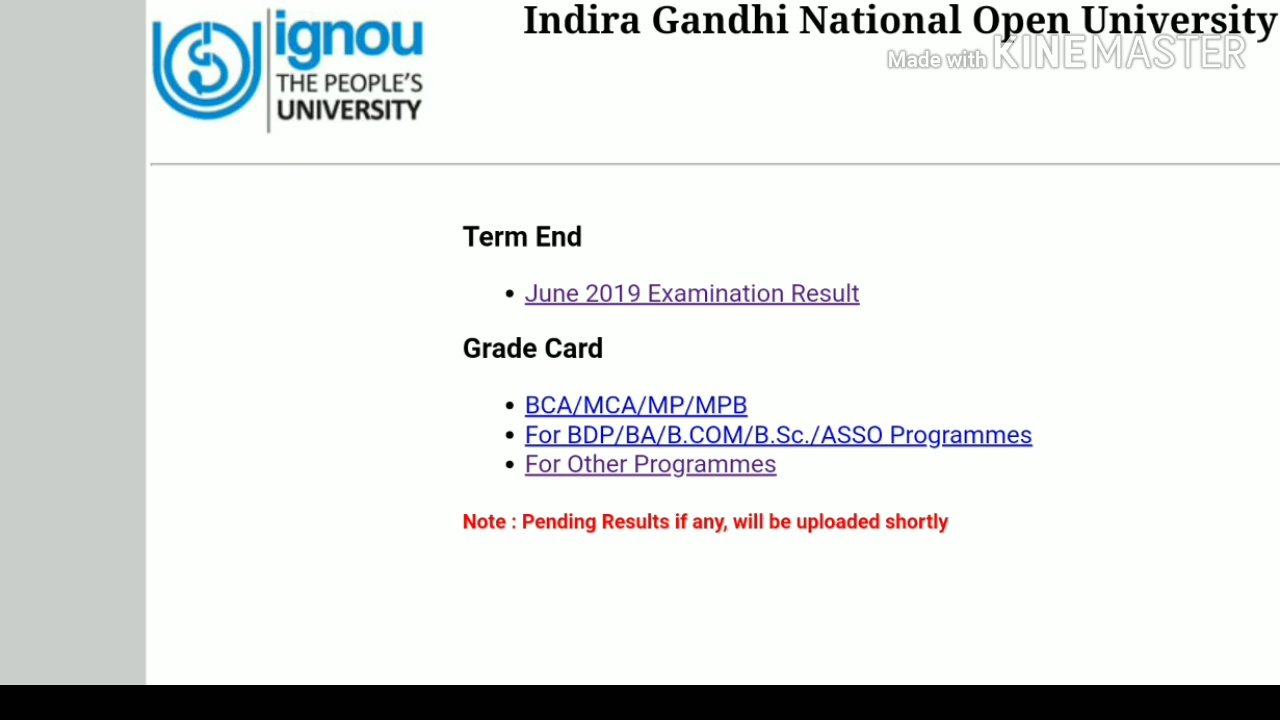 ignou
THE PEOPLE'S
UNIVERSITY
Indira Gandhi National Open University
Made with KINEMASTER
Term End
June 2019 Examination Result
Grade Card
BCA/MCA/MP/MPB
For BDP/BA/B.COM/B.Sc./ASSO Programmes
For Other Programmes
Note : Pending Results if any, will be uploaded shortly